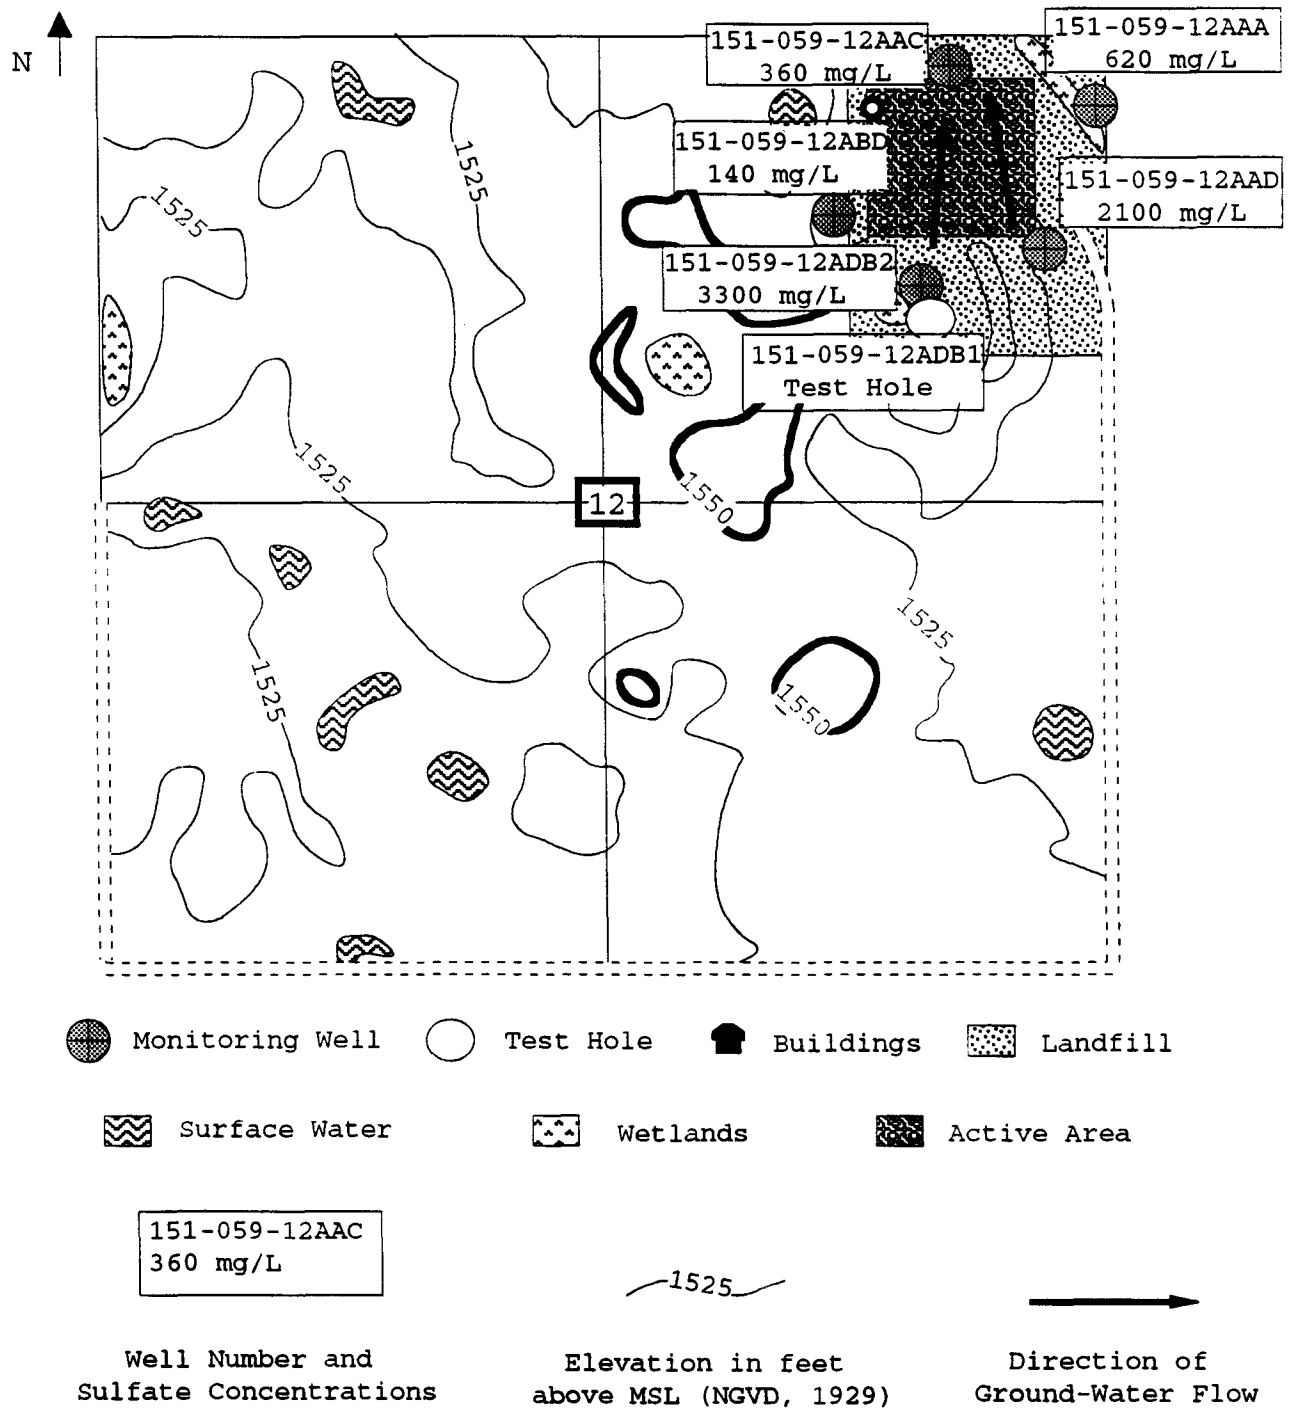 N
151-059-12AAC
360 mg/L
151-059-12AAA
620 mg/L
151-059-12ABD
140 mg/L
151-059-12AAD
2100 mg/L
151-059-12ADB2
3300 mg/L
151-059-12ADB1
Test Hole
1525
1525
1525
1550
12
1525
1525
1550
Monitoring Well
Test Hole
Buildings
Landfill
Surface Water
Wetlands
Active Area
151-059-12AAC
360 mg/L
1525
Well Number and
Sulfate Concentrations
Elevation in feet
above MSL (NGVD, 1929)
Direction of
Ground-Water Flow